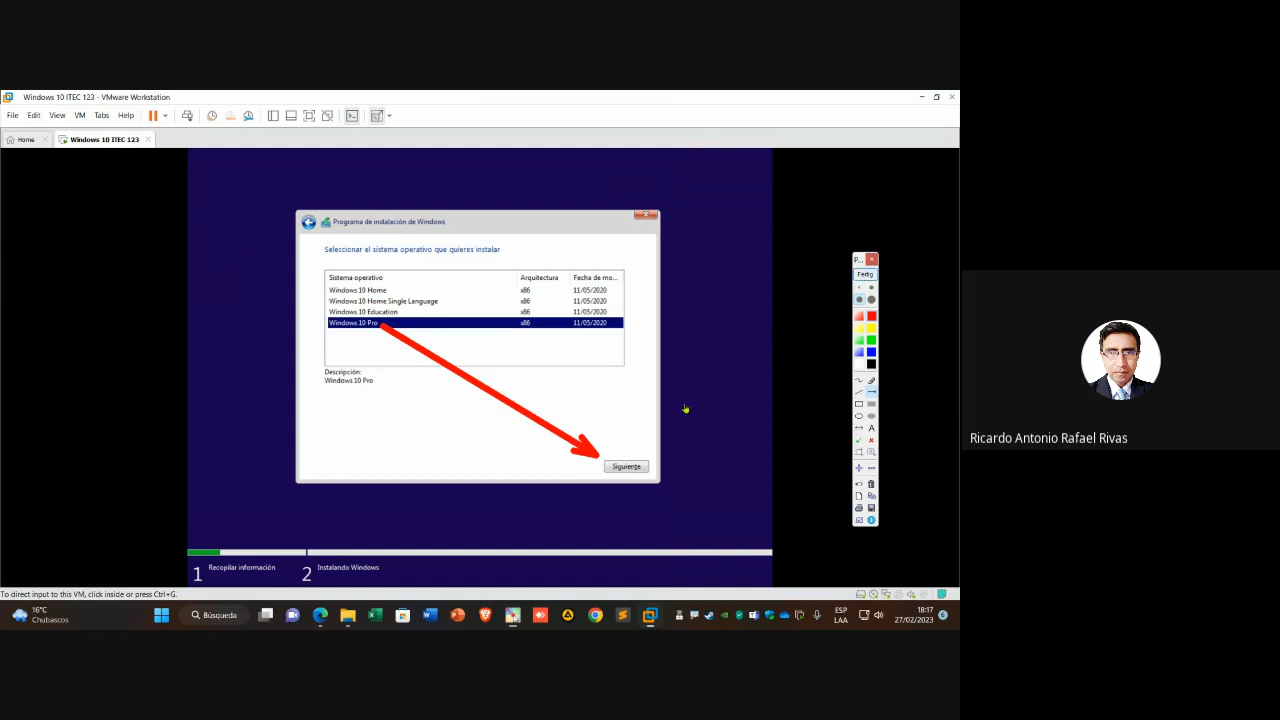 Windows 10 ITEC 123 - VMware Workstation
File Edit View VM Tabs Help
Home Windows 10 ITEC 123
Programa de instalación de Windows
Seleccionar el sistema operativo que quieres instalar
Sistema operativo Arquitectura Fecha de mo...
Windows 10 Home x86 11/05/2020
Windows 10 Home Single Language x86 11/05/2020
Windows 10 Education x86 11/05/2020
Windows 10 Pro x86 11/05/2020
Descripción:
Windows 10 Pro
Siguiente
P...
Fertig
A
1 Recopilar información 2 Instalando Windows
To direct input to this VM, click inside or press Ctrl+G.
16°C
Chubascos
Búsqueda
ESP
LAA
18:17
27/02/2023
Ricardo Antonio Rafael Rivas